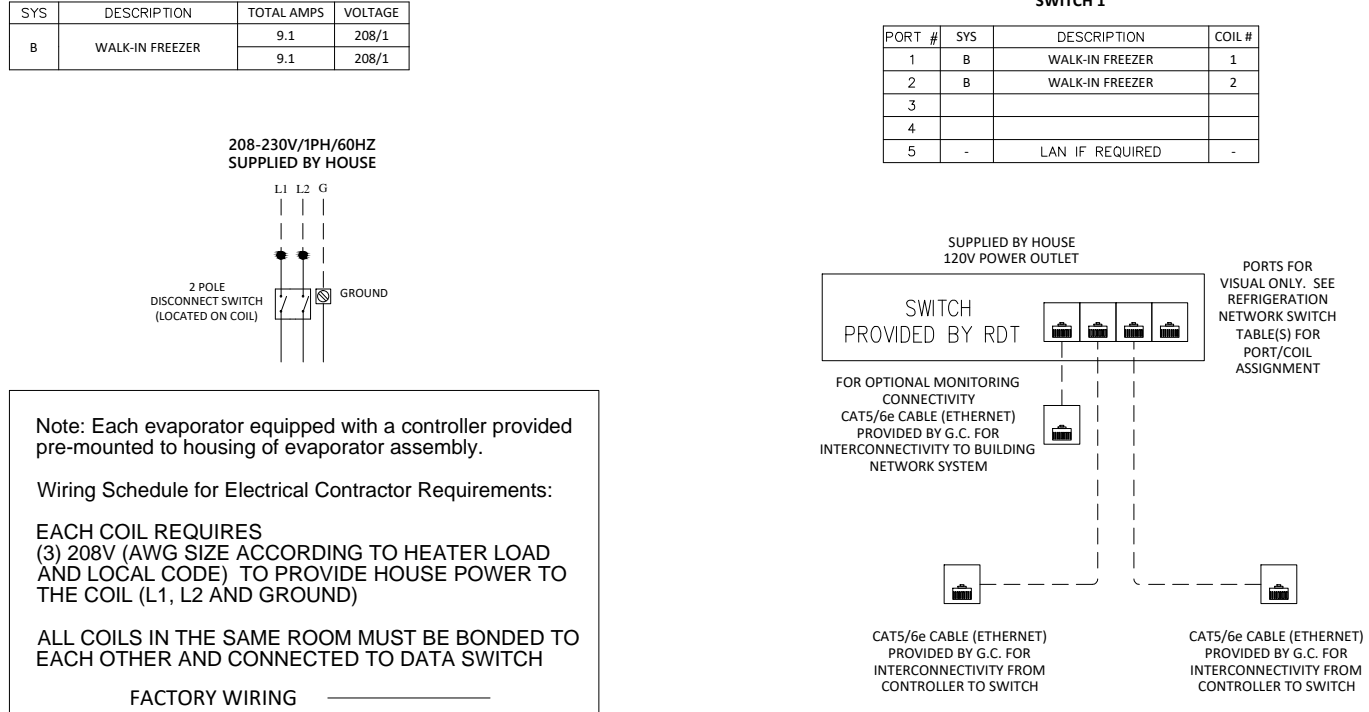 SYS DESCRIPTION TOTAL AMPS VOLTAGE
B WALK-IN FREEZER 9.1 208/1
9.1 208/1
208-230V/1PH/60HZ
SUPPLIED BY HOUSE
L1 L2 G
2 POLE
DISCONNECT SWITCH
(LOCATED ON COIL)
GROUND
Note: Each evaporator equipped with a controller provided
pre-mounted to housing of evaporator assembly.
Wiring Schedule for Electrical Contractor Requirements:
EACH COIL REQUIRES
(3) 208V (AWG SIZE ACCORDING TO HEATER LOAD
AND LOCAL CODE) TO PROVIDE HOUSE POWER TO
THE COIL (L1, L2 AND GROUND)
ALL COILS IN THE SAME ROOM MUST BE BONDED TO
EACH OTHER AND CONNECTED TO DATA SWITCH
FACTORY WIRING
SWITCH 1
PORT # SYS DESCRIPTION COIL #
1 B WALK-IN FREEZER 1
2 B WALK-IN FREEZER 2
3
4
5 - LAN IF REQUIRED -
SUPPLIED BY HOUSE
120V POWER OUTLET
SWITCH
PROVIDED BY RDT
PORTS FOR
VISUAL ONLY. SEE
REFRIGERATION
NETWORK SWITCH
TABLE(S) FOR
PORT/COIL
ASSIGNMENT
FOR OPTIONAL MONITORING
CONNECTIVITY
CAT5/6e CABLE (ETHERNET)
PROVIDED BY G.C. FOR
INTERCONNECTIVITY TO BUILDING
NETWORK SYSTEM
CAT5/6e CABLE (ETHERNET)
PROVIDED BY G.C. FOR
INTERCONNECTIVITY FROM
CONTROLLER TO SWITCH
CAT5/6e CABLE (ETHERNET)
PROVIDED BY G.C. FOR
INTERCONNECTIVITY FROM
CONTROLLER TO SWITCH